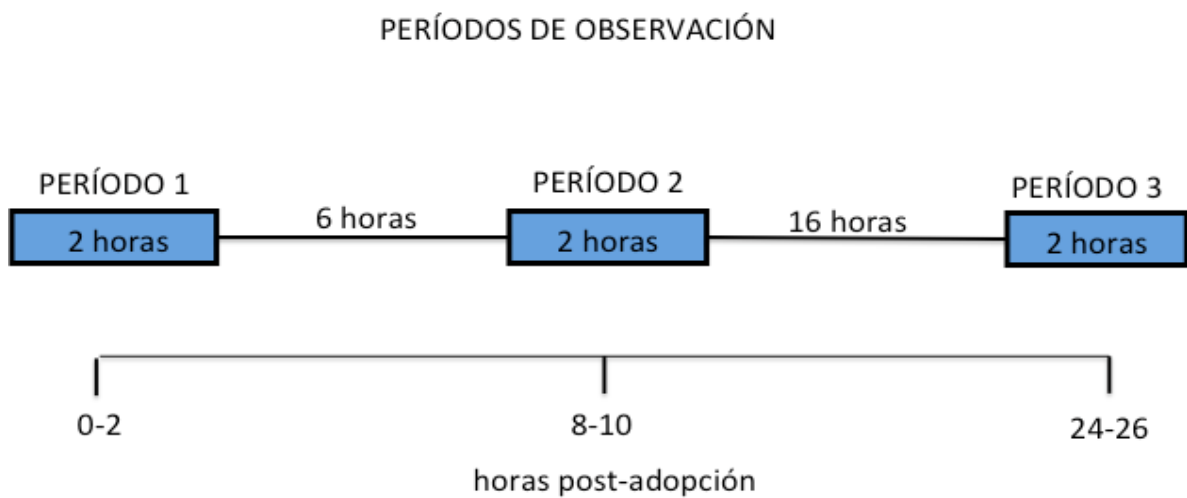 PERÍODOS DE OBSERVACIÓN
PERÍODO 1
PERÍODO 2
PERÍODO 3
2 horas
6 horas
2 horas
16 horas
2 horas
0-2
8-10
24-26
horas post-adopción